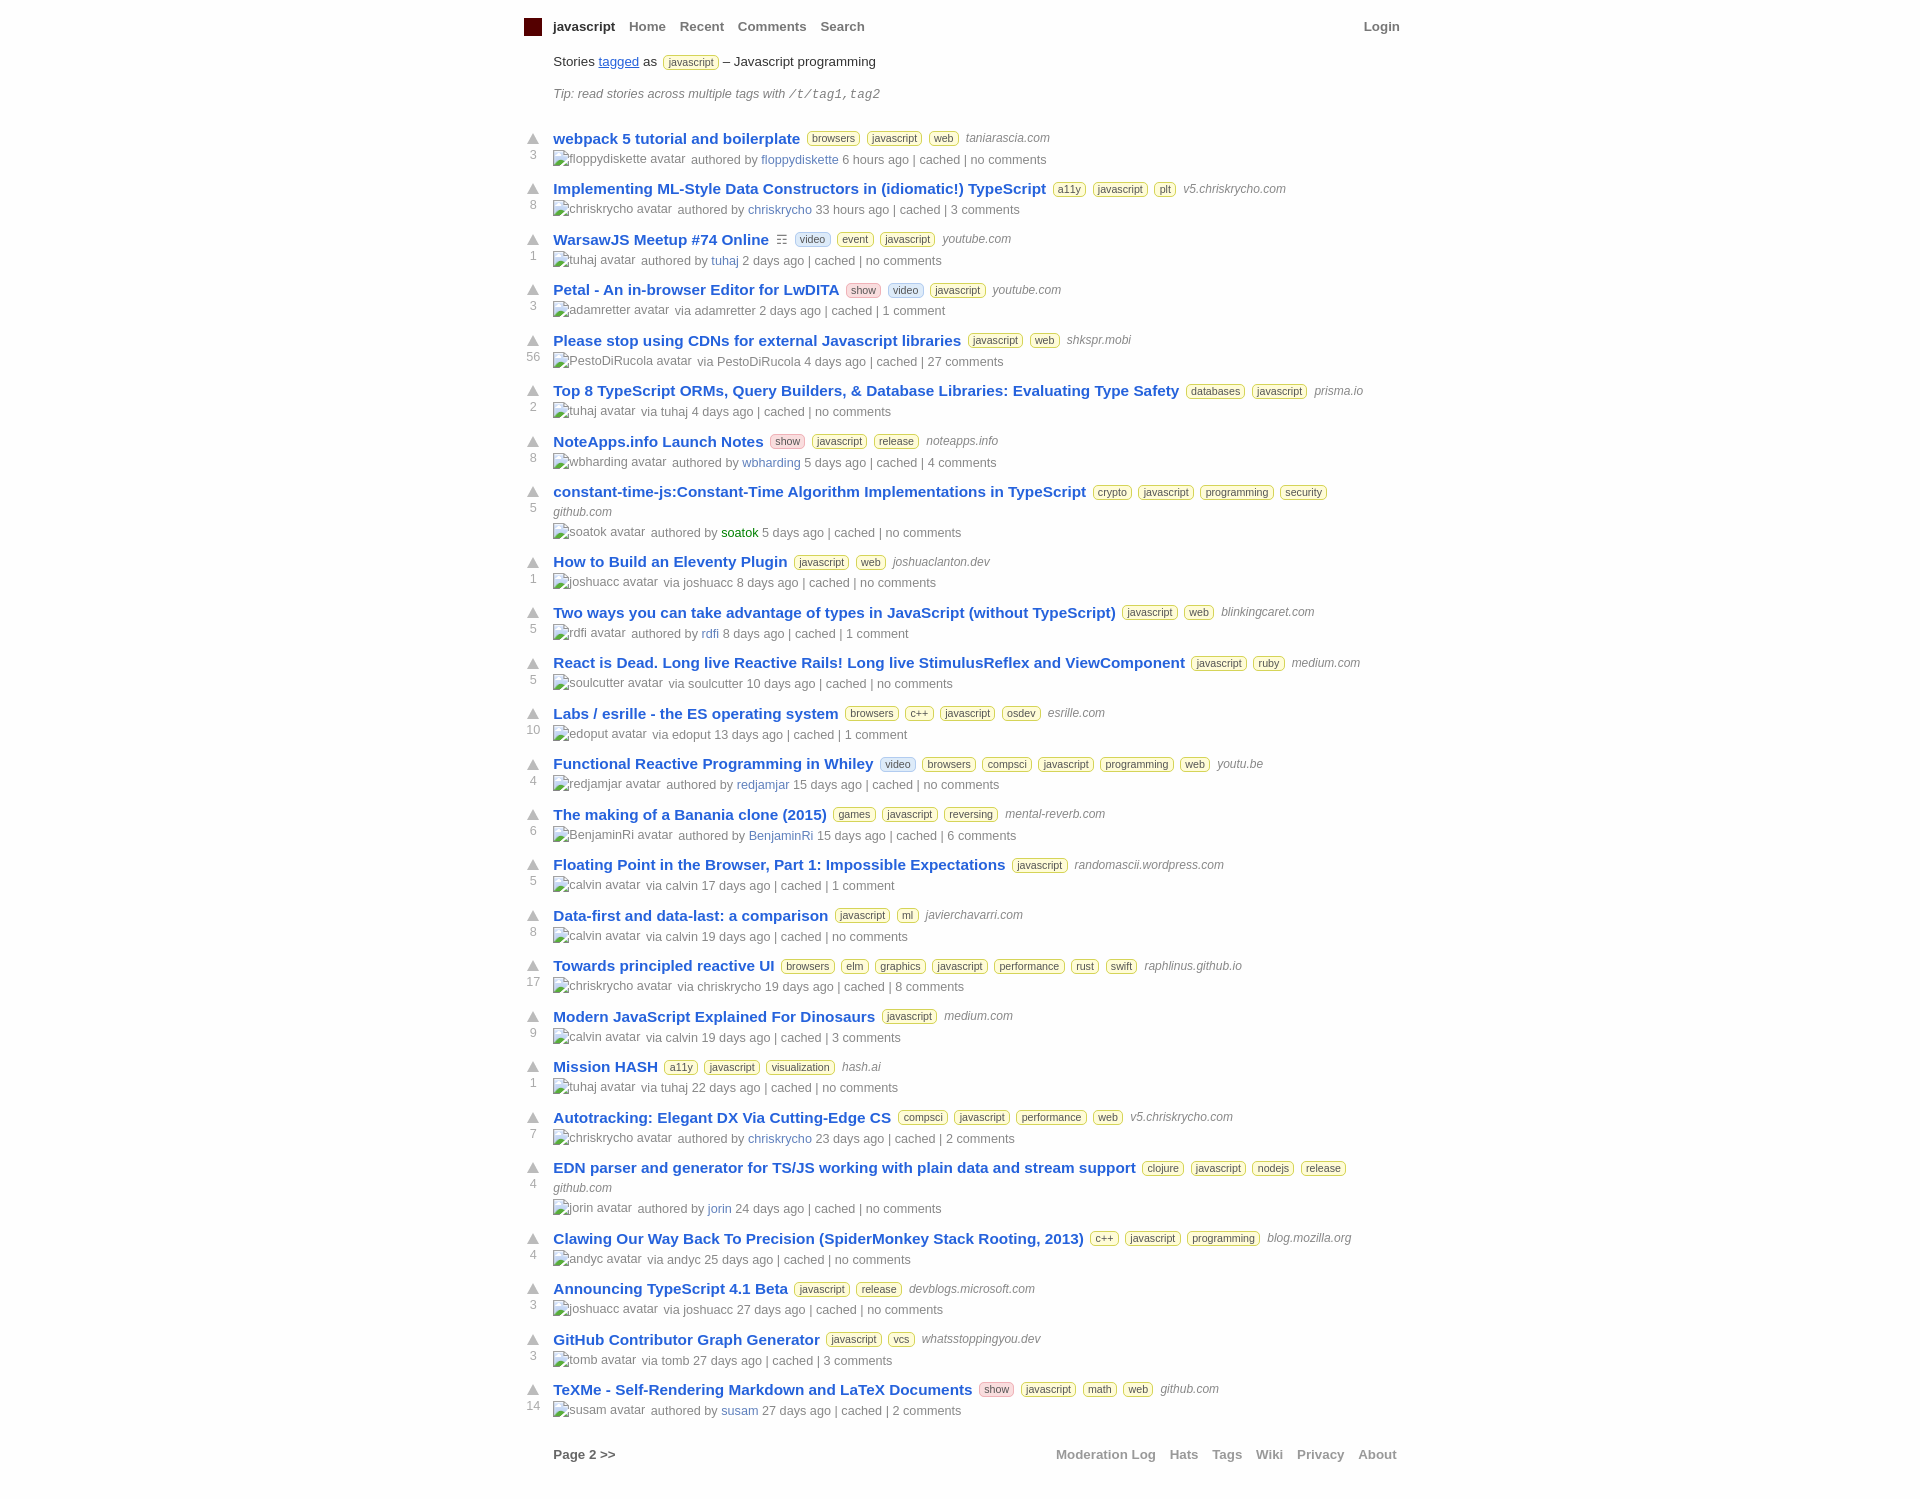 javascript Home Recent Comments Search Login
Stories tagged as javascript – Javascript programming
Tip: read stories across multiple tags with /t/tag1,tag2
webpack 5 tutorial and boilerplate browsers javascript web taniarascia.com
3 floppydiskette avatar authored by floppydiskette 6 hours ago | cached | no comments
Implementing ML-Style Data Constructors in (idiomatic!) TypeScript a11y javascript plt v5.chriskrycho.com
8 chriskrycho avatar authored by chriskrycho 33 hours ago | cached | 3 comments
WarsawJS Meetup #74 Online ☶ video event javascript youtube.com
1 tuhaj avatar authored by tuhaj 2 days ago | cached | no comments
Petal - An in-browser Editor for LwDITA show video javascript youtube.com
3 adamretter avatar via adamretter 2 days ago | cached | 1 comment
Please stop using CDNs for external Javascript libraries javascript web shkspr.mobi
56 PestoDiRucola avatar via PestoDiRucola 4 days ago | cached | 27 comments
Top 8 TypeScript ORMs, Query Builders, & Database Libraries: Evaluating Type Safety databases javascript prisma.io
2 tuhaj avatar via tuhaj 4 days ago | cached | no comments
NoteApps.info Launch Notes show javascript release noteapps.info
8 wbharding avatar authored by wbharding 5 days ago | cached | 4 comments
constant-time-js:Constant-Time Algorithm Implementations in TypeScript crypto javascript programming security
5 github.com
soatok avatar authored by soatok 5 days ago | cached | no comments
How to Build an Eleventy Plugin javascript web joshuaclanton.dev
1 joshuacc avatar via joshuacc 8 days ago | cached | no comments
Two ways you can take advantage of types in JavaScript (without TypeScript) javascript web blinkingcaret.com
5 rdfi avatar authored by rdfi 8 days ago | cached | 1 comment
React is Dead. Long live Reactive Rails! Long live StimulusReflex and ViewComponent javascript ruby medium.com
5 soulcutter avatar via soulcutter 10 days ago | cached | no comments
Labs / esrille - the ES operating system browsers c++ javascript osdev esrille.com
10 edoput avatar via edoput 13 days ago | cached | 1 comment
Functional Reactive Programming in Whiley video browsers compsci javascript programming web youtu.be
4 redjamjar avatar authored by redjamjar 15 days ago | cached | no comments
The making of a Banania clone (2015) games javascript reversing mental-reverb.com
6 BenjaminRi avatar authored by BenjaminRi 15 days ago | cached | 6 comments
Floating Point in the Browser, Part 1: Impossible Expectations javascript randomascii.wordpress.com
5 calvin avatar via calvin 17 days ago | cached | 1 comment
Data-first and data-last: a comparison javascript ml javierchavarri.com
8 calvin avatar via calvin 19 days ago | cached | no comments
Towards principled reactive UI browsers elm graphics javascript performance rust swift raphlinus.github.io
17 chriskrycho avatar via chriskrycho 19 days ago | cached | 8 comments
Modern JavaScript Explained For Dinosaurs javascript medium.com
9 calvin avatar via calvin 19 days ago | cached | 3 comments
Mission HASH a11y javascript visualization hash.ai
1 tuhaj avatar via tuhaj 22 days ago | cached | no comments
Autotracking: Elegant DX Via Cutting-Edge CS compsci javascript performance web v5.chriskrycho.com
7 chriskrycho avatar authored by chriskrycho 23 days ago | cached | 2 comments
EDN parser and generator for TS/JS working with plain data and stream support clojure javascript nodejs release
4 github.com
jorin avatar authored by jorin 24 days ago | cached | no comments
Clawing Our Way Back To Precision (SpiderMonkey Stack Rooting, 2013) c++ javascript programming blog.mozilla.org
4 andyc avatar via andyc 25 days ago | cached | no comments
Announcing TypeScript 4.1 Beta javascript release devblogs.microsoft.com
3 joshuacc avatar via joshuacc 27 days ago | cached | no comments
GitHub Contributor Graph Generator javascript vcs whatsstoppingyou.dev
3 tomb avatar via tomb 27 days ago | cached | 3 comments
TeXMe - Self-Rendering Markdown and LaTeX Documents show javascript math web github.com
14 susam avatar authored by susam 27 days ago | cached | 2 comments
Page 2 >> Moderation Log Hats Tags Wiki Privacy About